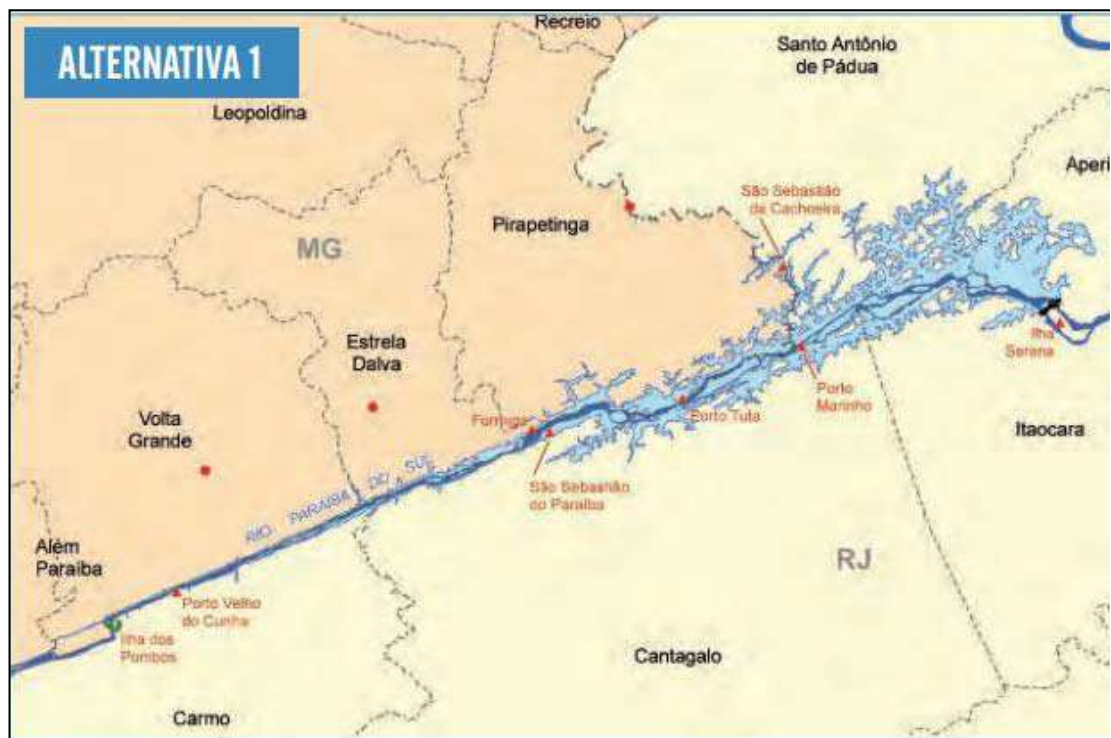 ALTERNATIVA 1
Recreio
Santo Antônio
de Pádua
Leopoldina
Aperi
São Sebastião
da Cachoeira
Pirapetinga
MG
Estrela
Dalva
Ilha
Serena
Porto
Marinho
Volta
Grande
Formiga
Porto Tuta
Itaocara
RIO PARAIBA DO SUL
São Sebastião
do Paraíba
Além
Paraíba
RJ
Porto Velho
do Cunha
Ilha dos
Pombos
Cantagalo
Carmo